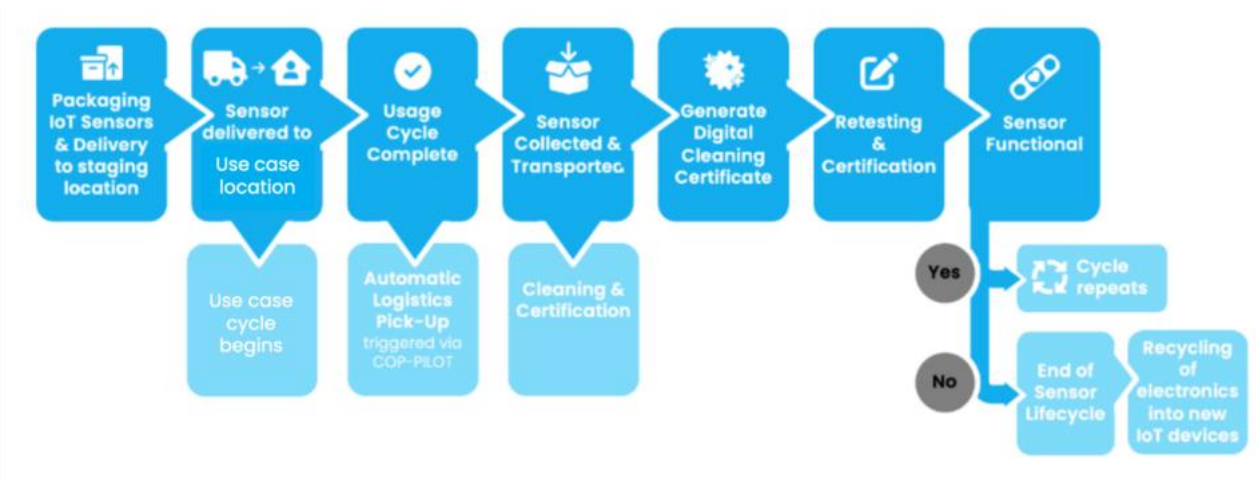 Packaging
IoT Sensors
& Delivery
to staging
location
Sensor
delivered to
Use case
location
Usage
Cycle
Complete
Sensor
Collected &
Transported
Generate
Digital
Cleaning
Certificate
Retesting
&
Certification
Sensor
Functional
Use case
cycle
begins
Automatic
Logistics
Pick-Up
triggered via
COP-PILOT
Cleaning &
Certification
Yes
Cycle
repeats
No
End of
Sensor
Lifecycle
Recycling
of
electronics
into new
IoT devices